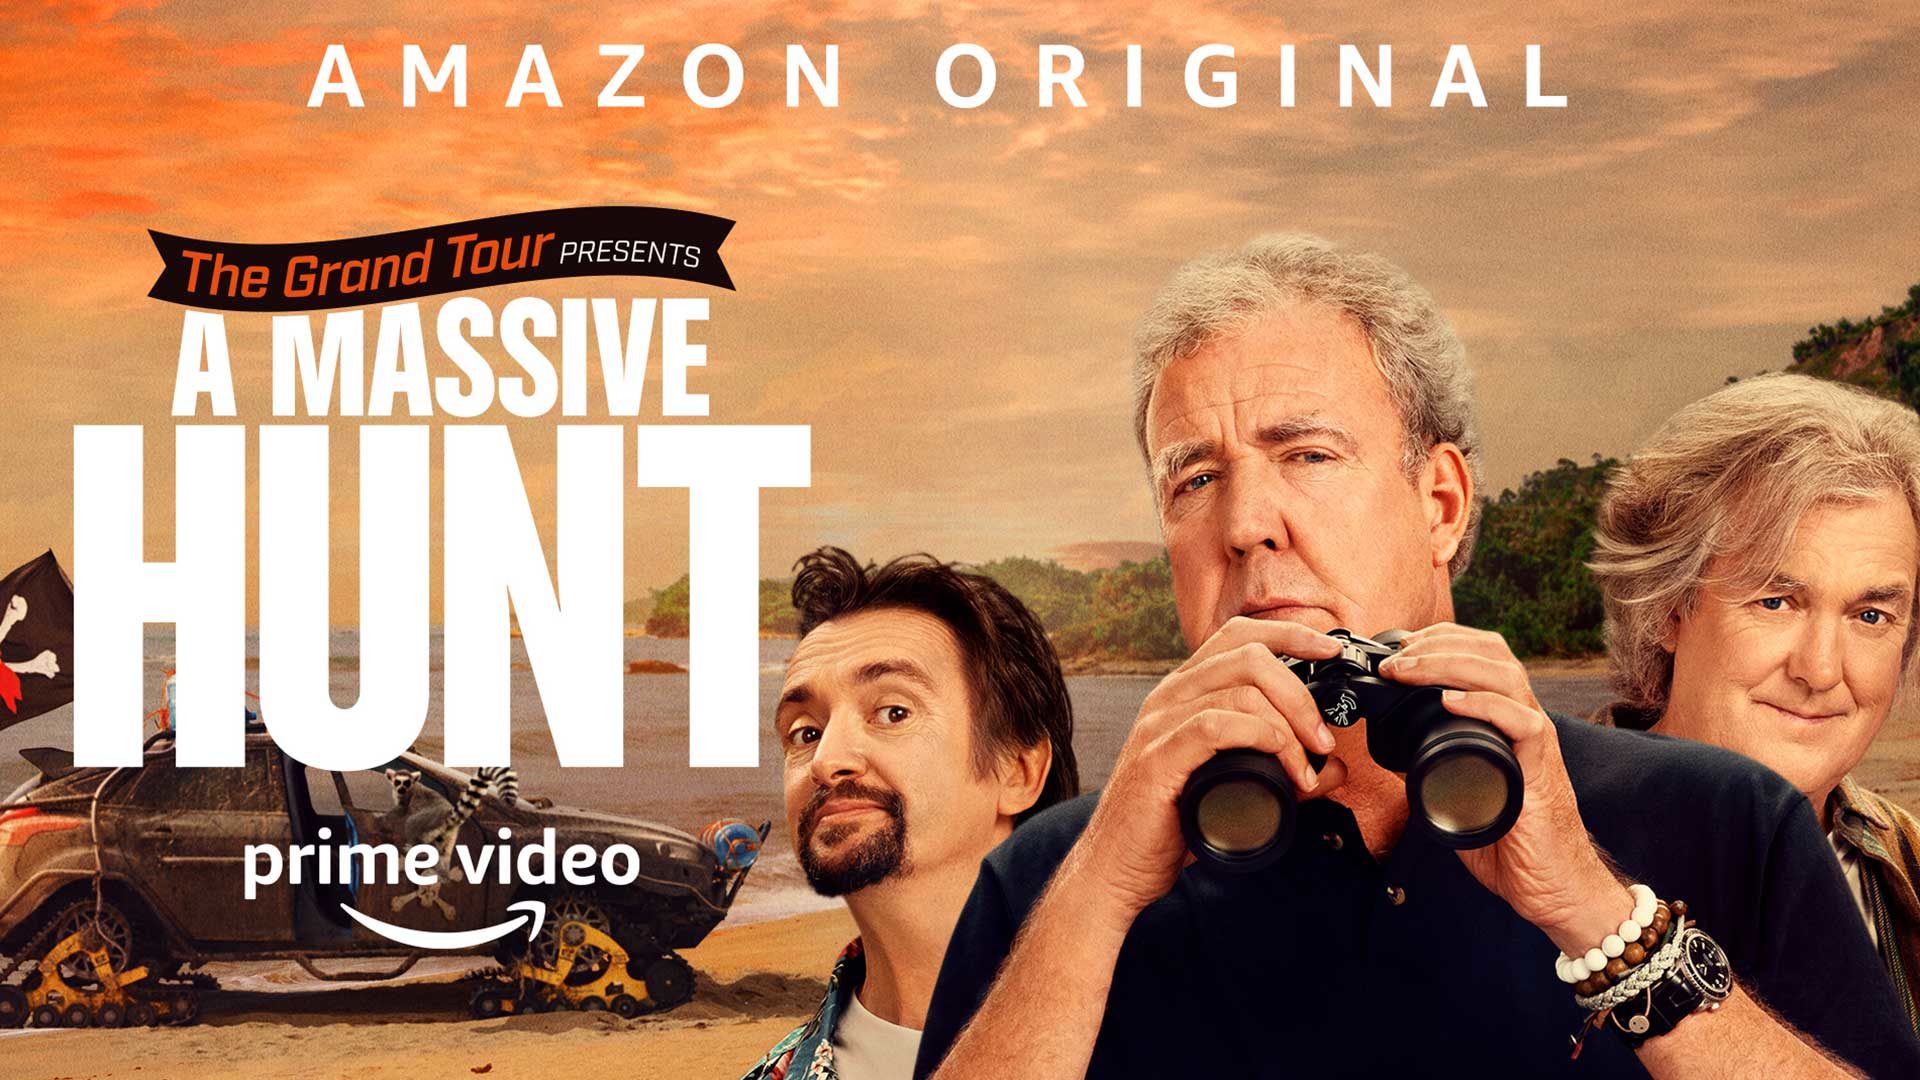 AMAZON ORIGINAL
The Grand Tour PRESENTS
A MASSIVE
HUNT
prime video